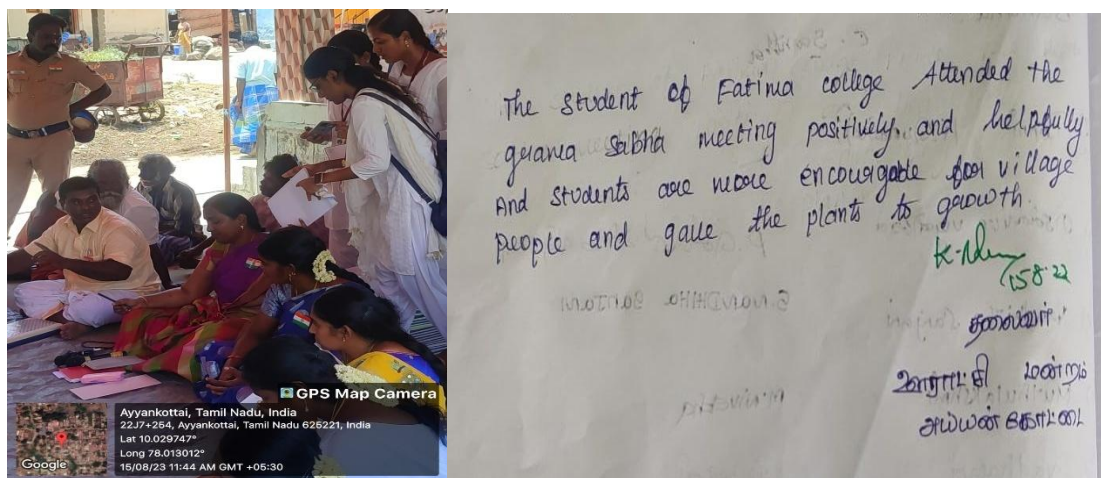 GPS Map Camera
Ayyankottai, Tamil Nadu, India
22J7+254, Ayyankottai, Tamil Nadu 625221, India
Lat 10.029747°
Long 78.013012°
15/08/23 11:44 AM GMT +05:30
Google
The student of Fatima college Attended the
grama sabha meeting positively, and helpfully
And students are more encouragable for village
people and gave the plants to growth.
15.8.22
தலைவர்
ஊராட்சி மன்றம்
அய்யன் கோட்டை